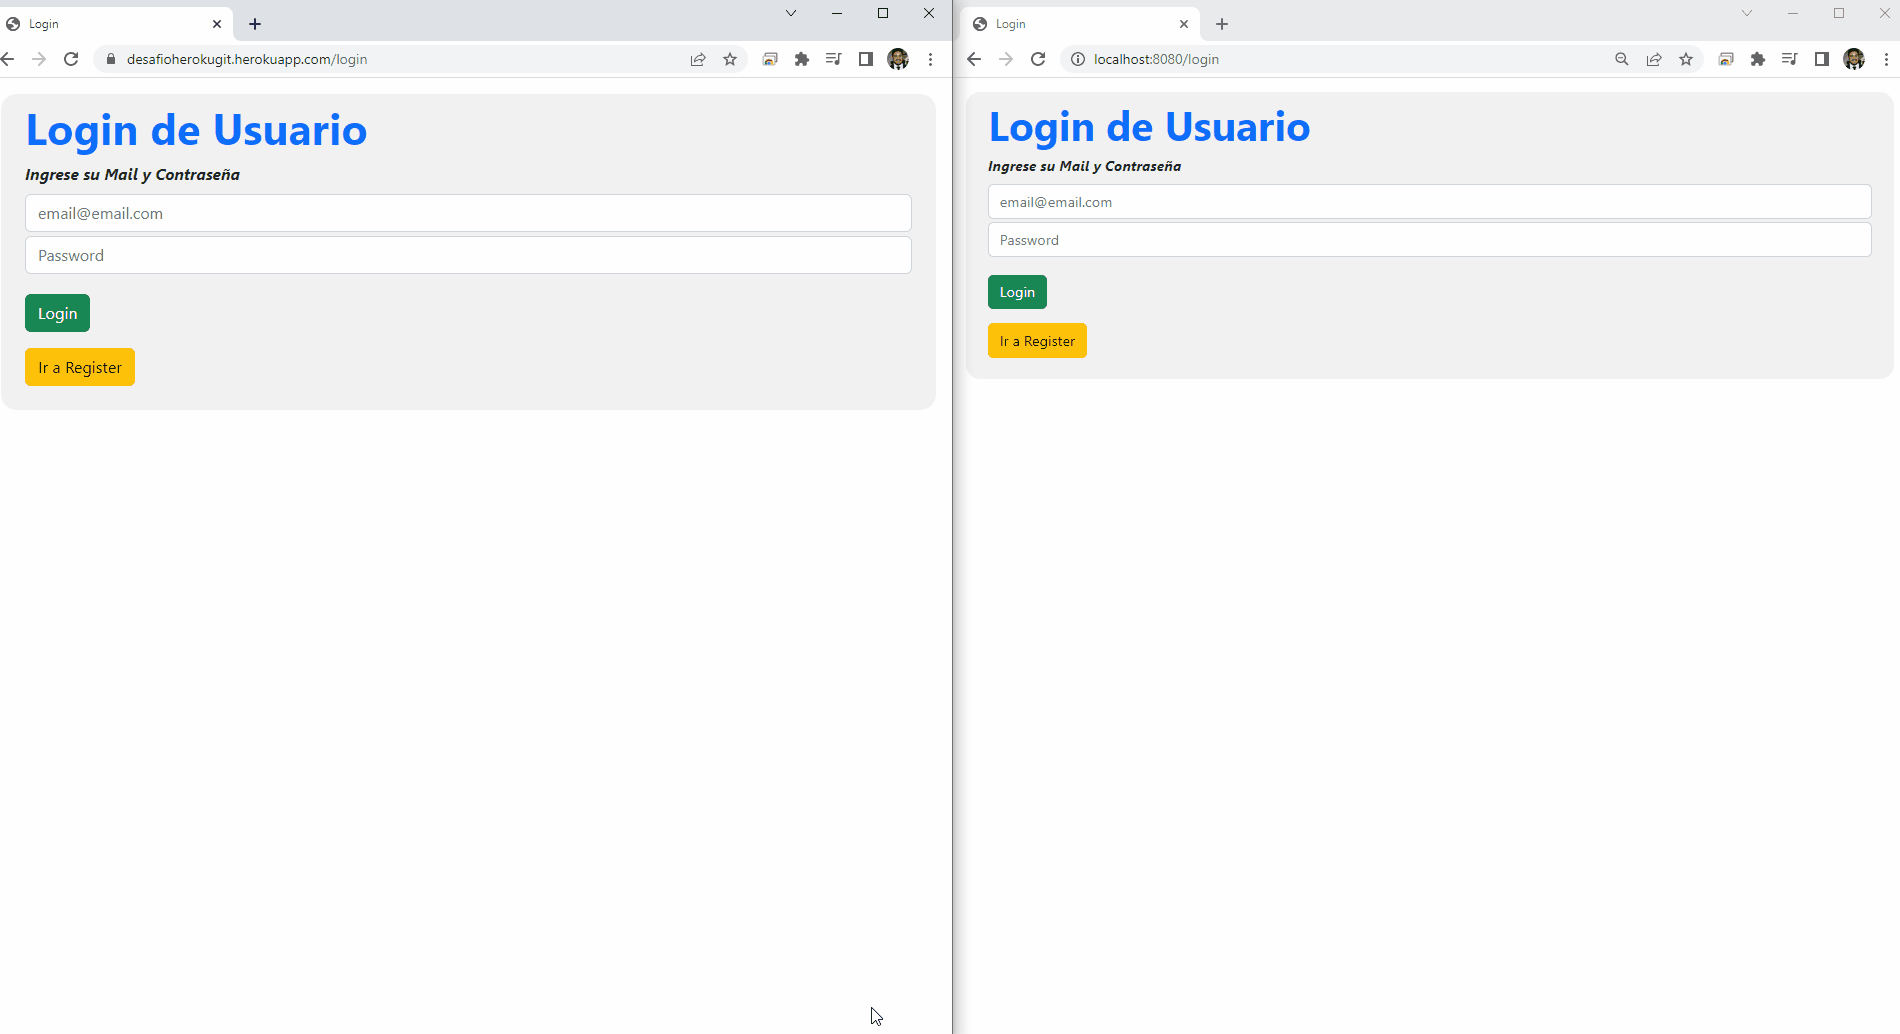 Login
desafioherokugit.herokuapp.com/login
Login de Usuario
Ingrese su Mail y Contraseña
email@email.com
Password
Login
Ir a Register
Login
localhost:8080/login
Login de Usuario
Ingrese su Mail y Contraseña
email@email.com
Password
Login
Ir a Register